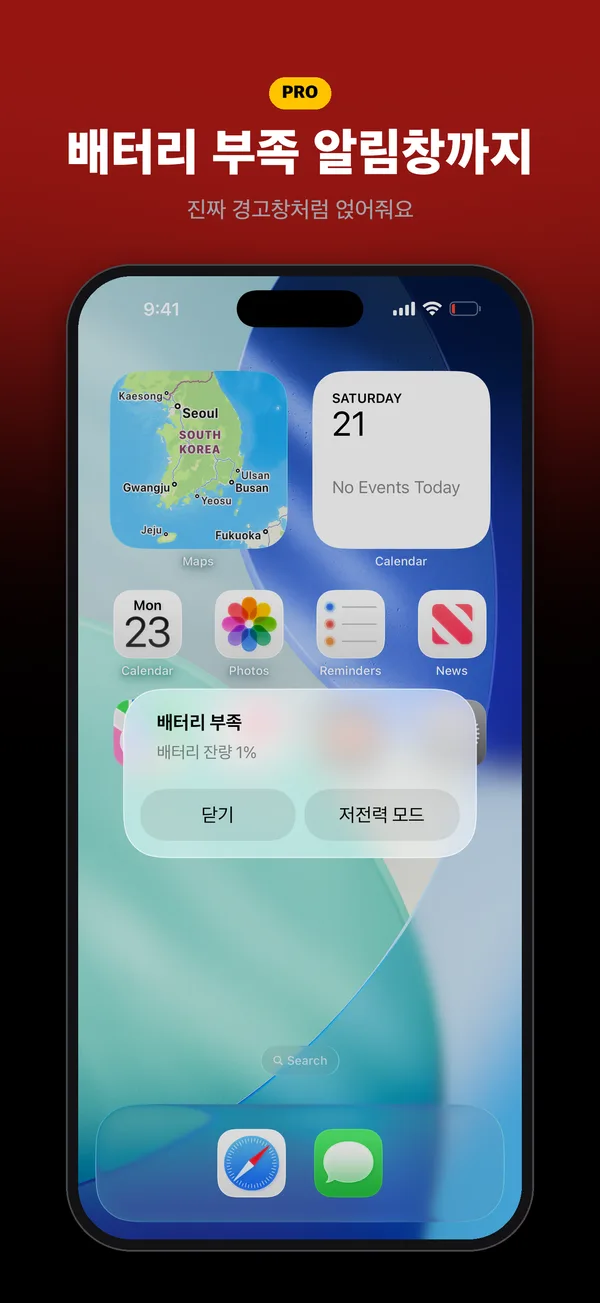 PRO
배터리 부족 알림창까지
진짜 경고창처럼 얹어줘요
9:41
Kaesong
Seoul
SOUTH
KOREA
Ulsan
Gwangju
Busan
Yeosu
Jeju
Fukuoka
Maps
SATURDAY
21
No Events Today
Calendar
Mon
23
Calendar
Photos
Reminders
News
배터리 부족
배터리 잔량 1%
닫기
저전력 모드
Search